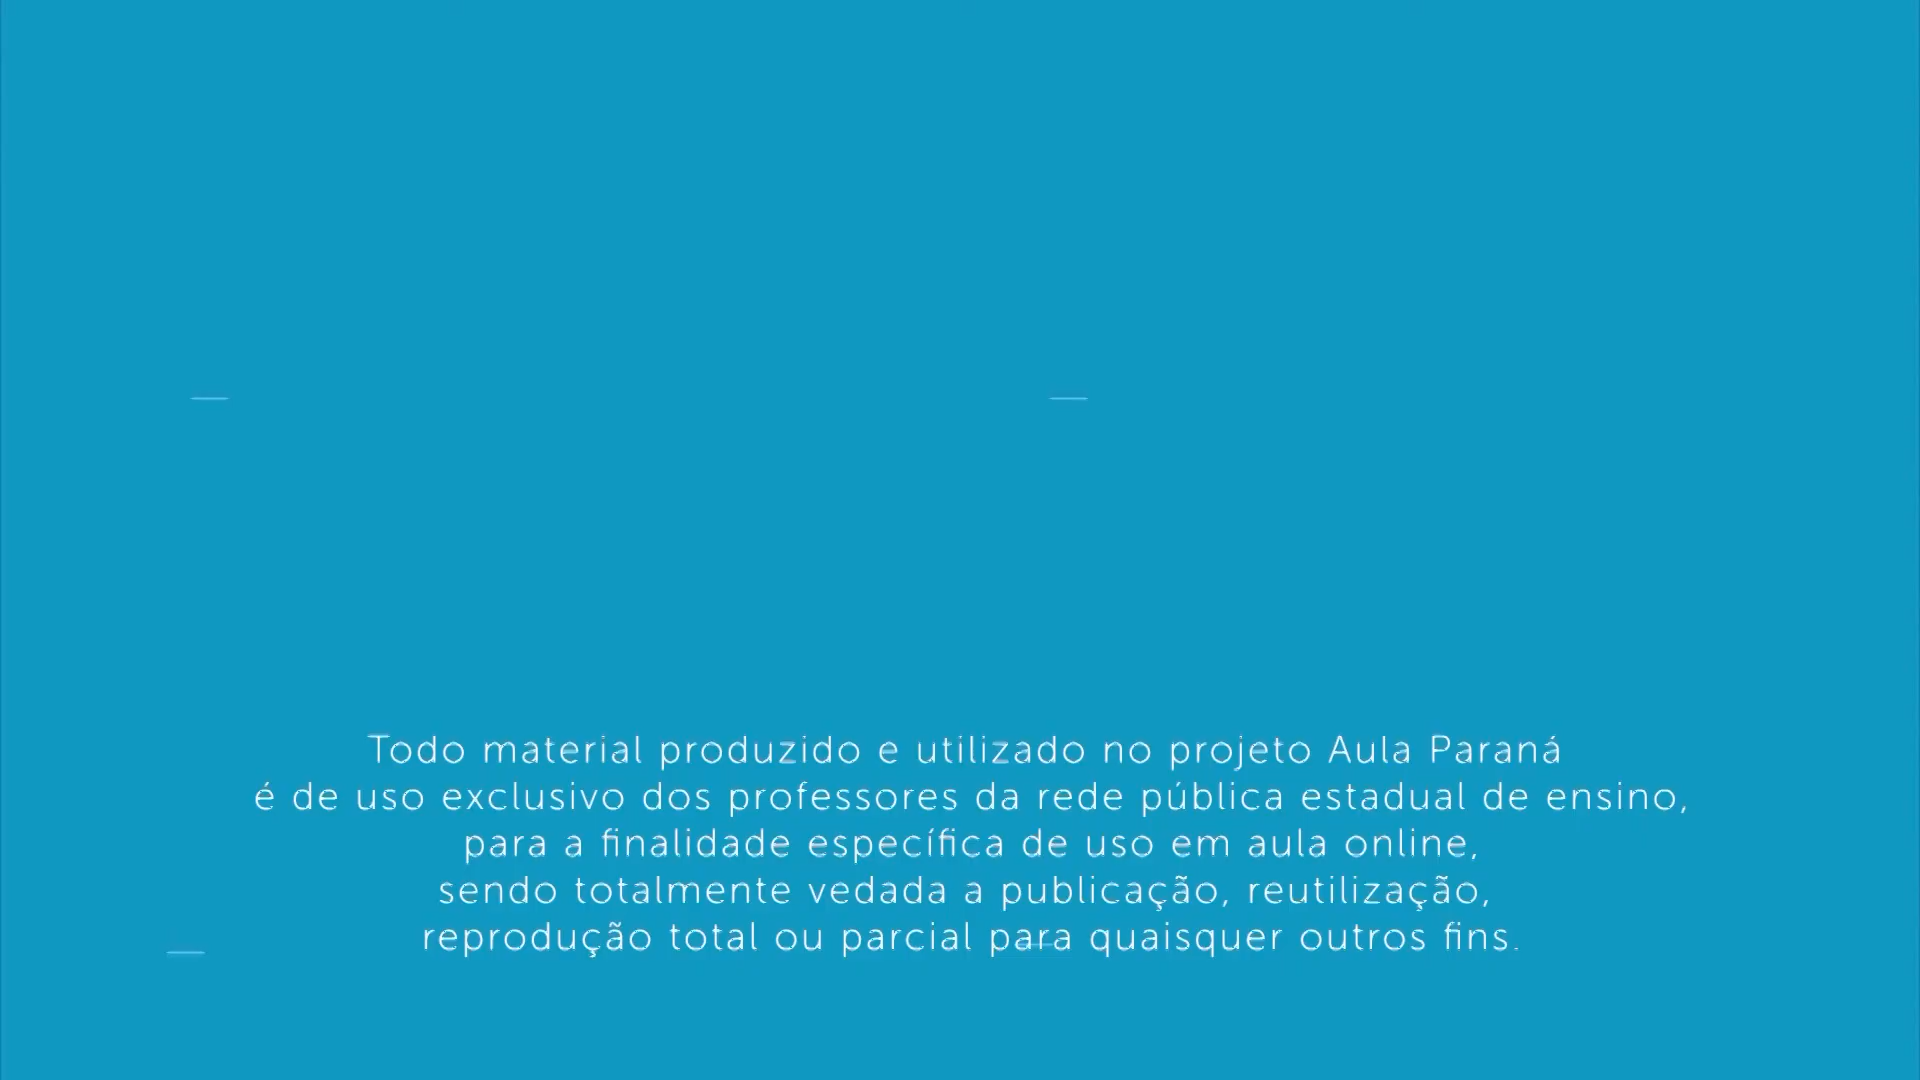 Todo material produzido e utilizado no projeto Aula Paraná
é de uso exclusivo dos professores da rede pública estadual de ensino,
para a finalidade específica de uso em aula online,
sendo totalmente vedada a publicação, reutilização,
reprodução total ou parcial para quaisquer outros fins.